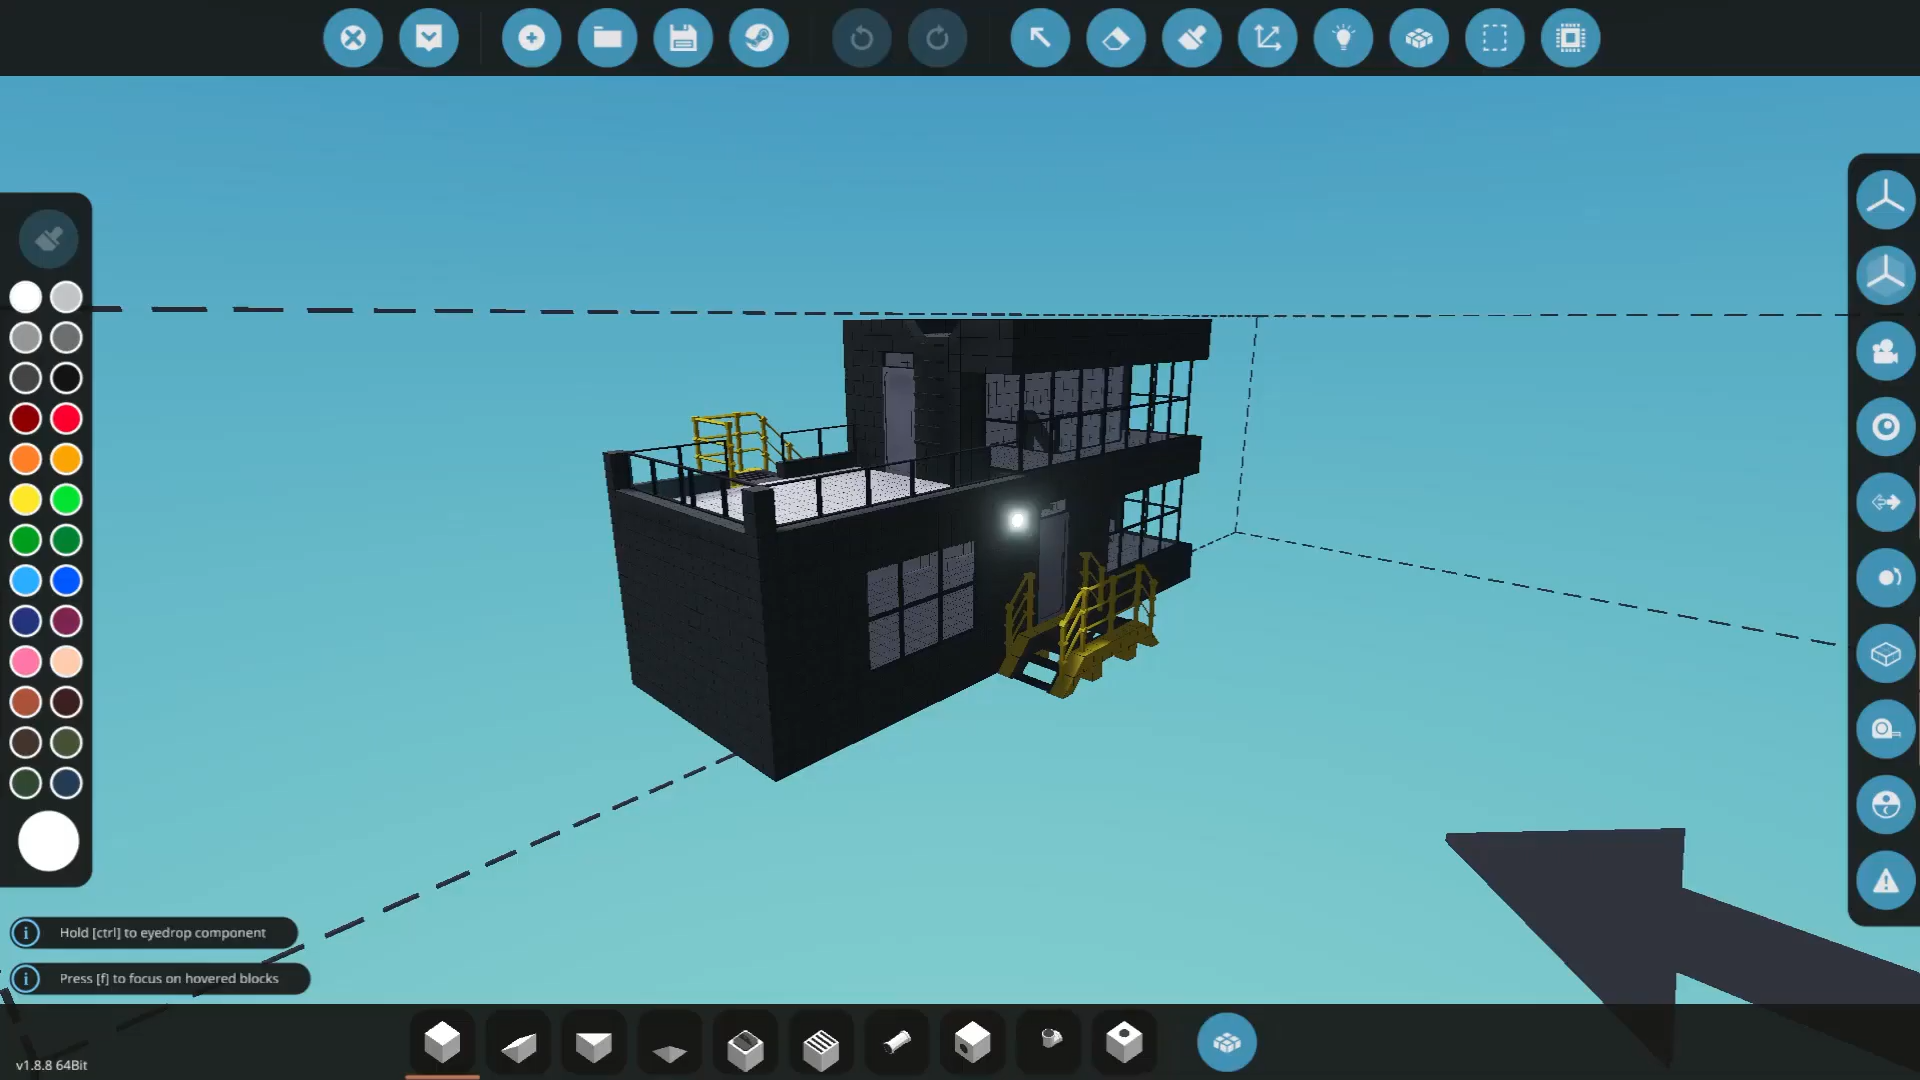 Hold [ctrl] to eyedrop component
Press [f] to focus on hovered blocks
v1.8.8 64Bit